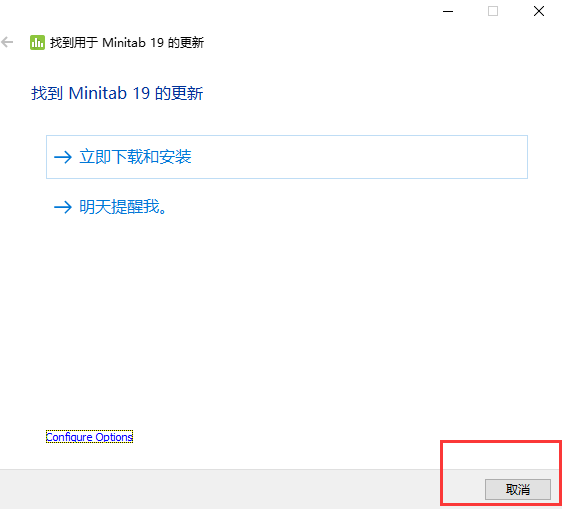 找到用于 Minitab 19 的更新
找到 Minitab 19 的更新
立即下载和安装
明天提醒我。
Configure Options
取消